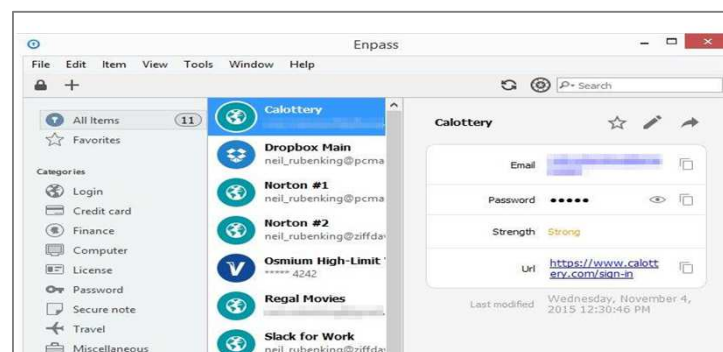 Enpass
File Edit Item View Tools Window Help
Search
All Items 11
Favorites
Categories
Login
Credit card
Finance
Computer
License
Password
Secure note
Travel
Miscellaneous
Calottery
Dropbox Main
neil_rubenking@pcma
Norton #1
neil_rubenking@pcma
Norton #2
neil_rubenking@ziffda
Osmium High-Limit
***** 4242
Regal Movies
Slack for Work
neil_rubenking@ziffda
Calottery
Email
Password •••••
Strength Strong
Url https://www.calott
ery.com/sign-in
Last modified Wednesday, November 4,
2015 12:30:46 PM